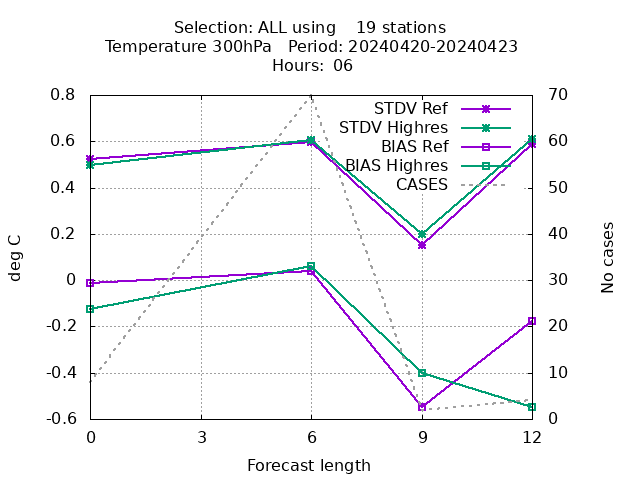 Selection: ALL using    19 stations
Temperature 300hPa   Period: 20240420-20240423
Hours:  06
0.8
0.6
0.4
0.2
0
-0.2
-0.4
-0.6
70
60
50
40
30
20
10
0
STDV Ref
STDV Highres
BIAS Ref
BIAS Highres
CASES
deg C
No cases
0 3 6 9 12
Forecast length